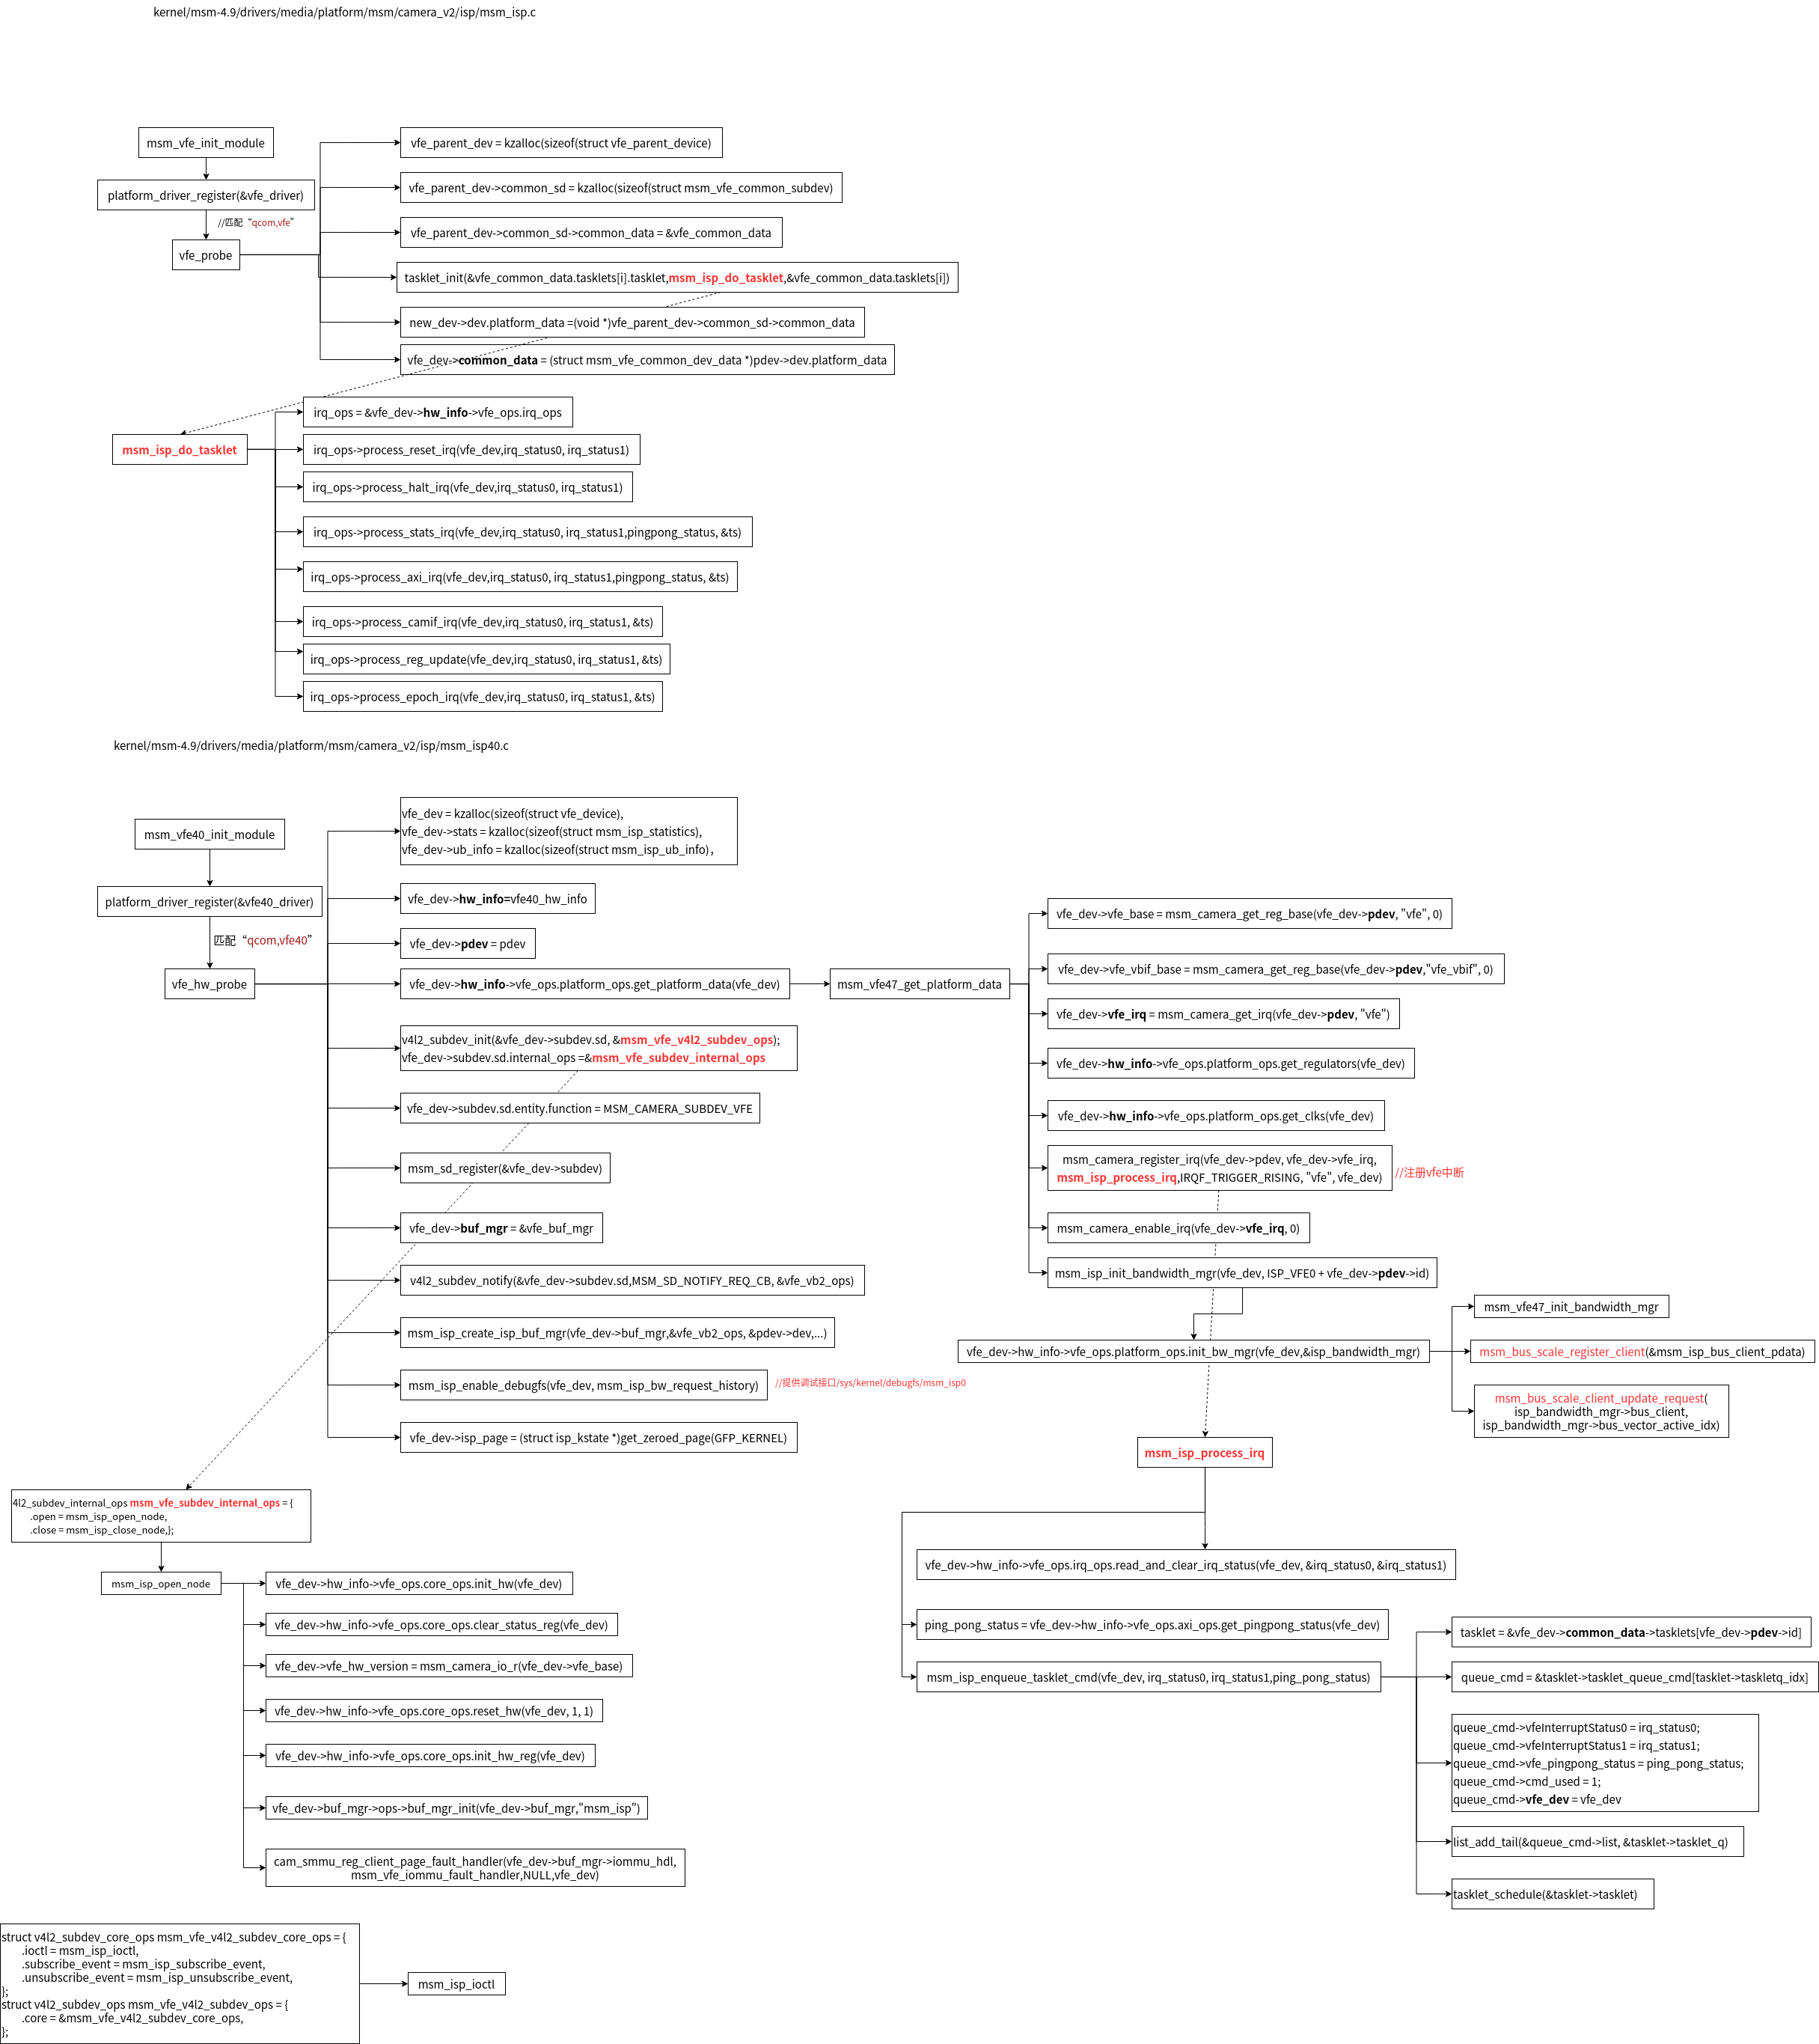 kernel/msm-4.9/drivers/media/platform/msm/camera_v2/isp/msm_isp.c
msm_vfe_init_module
platform_driver_register(&vfe_driver)
//匹配“qcom,vfe”
vfe_probe
vfe_parent_dev = kzalloc(sizeof(struct vfe_parent_device)
vfe_parent_dev->common_sd = kzalloc(sizeof(struct msm_vfe_common_subdev)
vfe_parent_dev->common_sd->common_data = &vfe_common_data
tasklet_init(&vfe_common_data.tasklets[i].tasklet,msm_isp_do_tasklet,&vfe_common_data.tasklets[i])
new_dev->dev.platform_data =(void *)vfe_parent_dev->common_sd->common_data
vfe_dev->common_data = (struct msm_vfe_common_dev_data *)pdev->dev.platform_data
msm_isp_do_tasklet
irq_ops = &vfe_dev->hw_info->vfe_ops.irq_ops
irq_ops->process_reset_irq(vfe_dev,irq_status0, irq_status1)
irq_ops->process_halt_irq(vfe_dev,irq_status0, irq_status1)
irq_ops->process_stats_irq(vfe_dev,irq_status0, irq_status1,pingpong_status, &ts)
irq_ops->process_axi_irq(vfe_dev,irq_status0, irq_status1,pingpong_status, &ts)
irq_ops->process_camif_irq(vfe_dev,irq_status0, irq_status1, &ts)
irq_ops->process_reg_update(vfe_dev,irq_status0, irq_status1, &ts)
irq_ops->process_epoch_irq(vfe_dev,irq_status0, irq_status1, &ts)
kernel/msm-4.9/drivers/media/platform/msm/camera_v2/isp/msm_isp40.c
msm_vfe40_init_module
platform_driver_register(&vfe40_driver)
匹配“qcom,vfe40”
vfe_hw_probe
vfe_dev = kzalloc(sizeof(struct vfe_device),
vfe_dev->stats = kzalloc(sizeof(struct msm_isp_statistics),
vfe_dev->ub_info = kzalloc(sizeof(struct msm_isp_ub_info)，
vfe_dev->hw_info=vfe40_hw_info
vfe_dev->pdev = pdev
vfe_dev->hw_info->vfe_ops.platform_ops.get_platform_data(vfe_dev)
v4l2_subdev_init(&vfe_dev->subdev.sd, &msm_vfe_v4l2_subdev_ops);
vfe_dev->subdev.sd.internal_ops =&msm_vfe_subdev_internal_ops
vfe_dev->subdev.sd.entity.function = MSM_CAMERA_SUBDEV_VFE
msm_sd_register(&vfe_dev->subdev)
vfe_dev->buf_mgr = &vfe_buf_mgr
v4l2_subdev_notify(&vfe_dev->subdev.sd,MSM_SD_NOTIFY_REQ_CB, &vfe_vb2_ops)
msm_isp_create_isp_buf_mgr(vfe_dev->buf_mgr,&vfe_vb2_ops, &pdev->dev,...)
msm_isp_enable_debugfs(vfe_dev, msm_isp_bw_request_history)
//提供调试接口/sys/kernel/debugfs/msm_isp0
vfe_dev->isp_page = (struct isp_kstate *)get_zeroed_page(GFP_KERNEL)
msm_vfe47_get_platform_data
vfe_dev->vfe_base = msm_camera_get_reg_base(vfe_dev->pdev, "vfe", 0)
vfe_dev->vfe_vbif_base = msm_camera_get_reg_base(vfe_dev->pdev,"vfe_vbif", 0)
vfe_dev->vfe_irq = msm_camera_get_irq(vfe_dev->pdev, "vfe")
vfe_dev->hw_info->vfe_ops.platform_ops.get_regulators(vfe_dev)
vfe_dev->hw_info->vfe_ops.platform_ops.get_clks(vfe_dev)
msm_camera_register_irq(vfe_dev->pdev, vfe_dev->vfe_irq,
msm_isp_process_irq,IRQF_TRIGGER_RISING, "vfe", vfe_dev)
//注册vfe中断
msm_camera_enable_irq(vfe_dev->vfe_irq, 0)
msm_isp_init_bandwidth_mgr(vfe_dev, ISP_VFE0 + vfe_dev->pdev->id)
vfe_dev->hw_info->vfe_ops.platform_ops.init_bw_mgr(vfe_dev,&isp_bandwidth_mgr)
msm_vfe47_init_bandwidth_mgr
msm_bus_scale_register_client(&msm_isp_bus_client_pdata)
msm_bus_scale_client_update_request(
isp_bandwidth_mgr->bus_client,
isp_bandwidth_mgr->bus_vector_active_idx)
msm_isp_process_irq
vfe_dev->hw_info->vfe_ops.irq_ops.read_and_clear_irq_status(vfe_dev, &irq_status0, &irq_status1)
ping_pong_status = vfe_dev->hw_info->vfe_ops.axi_ops.get_pingpong_status(vfe_dev)
msm_isp_enqueue_tasklet_cmd(vfe_dev, irq_status0, irq_status1,ping_pong_status)
tasklet = &vfe_dev->common_data->tasklets[vfe_dev->pdev->id]
queue_cmd = &tasklet->tasklet_queue_cmd[tasklet->taskletq_idx]
queue_cmd->vfeInterruptStatus0 = irq_status0;
queue_cmd->vfeInterruptStatus1 = irq_status1;
queue_cmd->vfe_pingpong_status = ping_pong_status;
queue_cmd->cmd_used = 1;
queue_cmd->vfe_dev = vfe_dev
list_add_tail(&queue_cmd->list, &tasklet->tasklet_q)
tasklet_schedule(&tasklet->tasklet)
4l2_subdev_internal_ops msm_vfe_subdev_internal_ops = {
.open = msm_isp_open_node,
.close = msm_isp_close_node,};
msm_isp_open_node
vfe_dev->hw_info->vfe_ops.core_ops.init_hw(vfe_dev)
vfe_dev->hw_info->vfe_ops.core_ops.clear_status_reg(vfe_dev)
vfe_dev->vfe_hw_version = msm_camera_io_r(vfe_dev->vfe_base)
vfe_dev->hw_info->vfe_ops.core_ops.reset_hw(vfe_dev, 1, 1)
vfe_dev->hw_info->vfe_ops.core_ops.init_hw_reg(vfe_dev)
vfe_dev->buf_mgr->ops->buf_mgr_init(vfe_dev->buf_mgr,"msm_isp")
cam_smmu_reg_client_page_fault_handler(vfe_dev->buf_mgr->iommu_hdl,
msm_vfe_iommu_fault_handler,NULL,vfe_dev)
struct v4l2_subdev_core_ops msm_vfe_v4l2_subdev_core_ops = {
.ioctl = msm_isp_ioctl,
.subscribe_event = msm_isp_subscribe_event,
.unsubscribe_event = msm_isp_unsubscribe_event,
};
struct v4l2_subdev_ops msm_vfe_v4l2_subdev_ops = {
.core = &msm_vfe_v4l2_subdev_core_ops,
};
msm_isp_ioctl